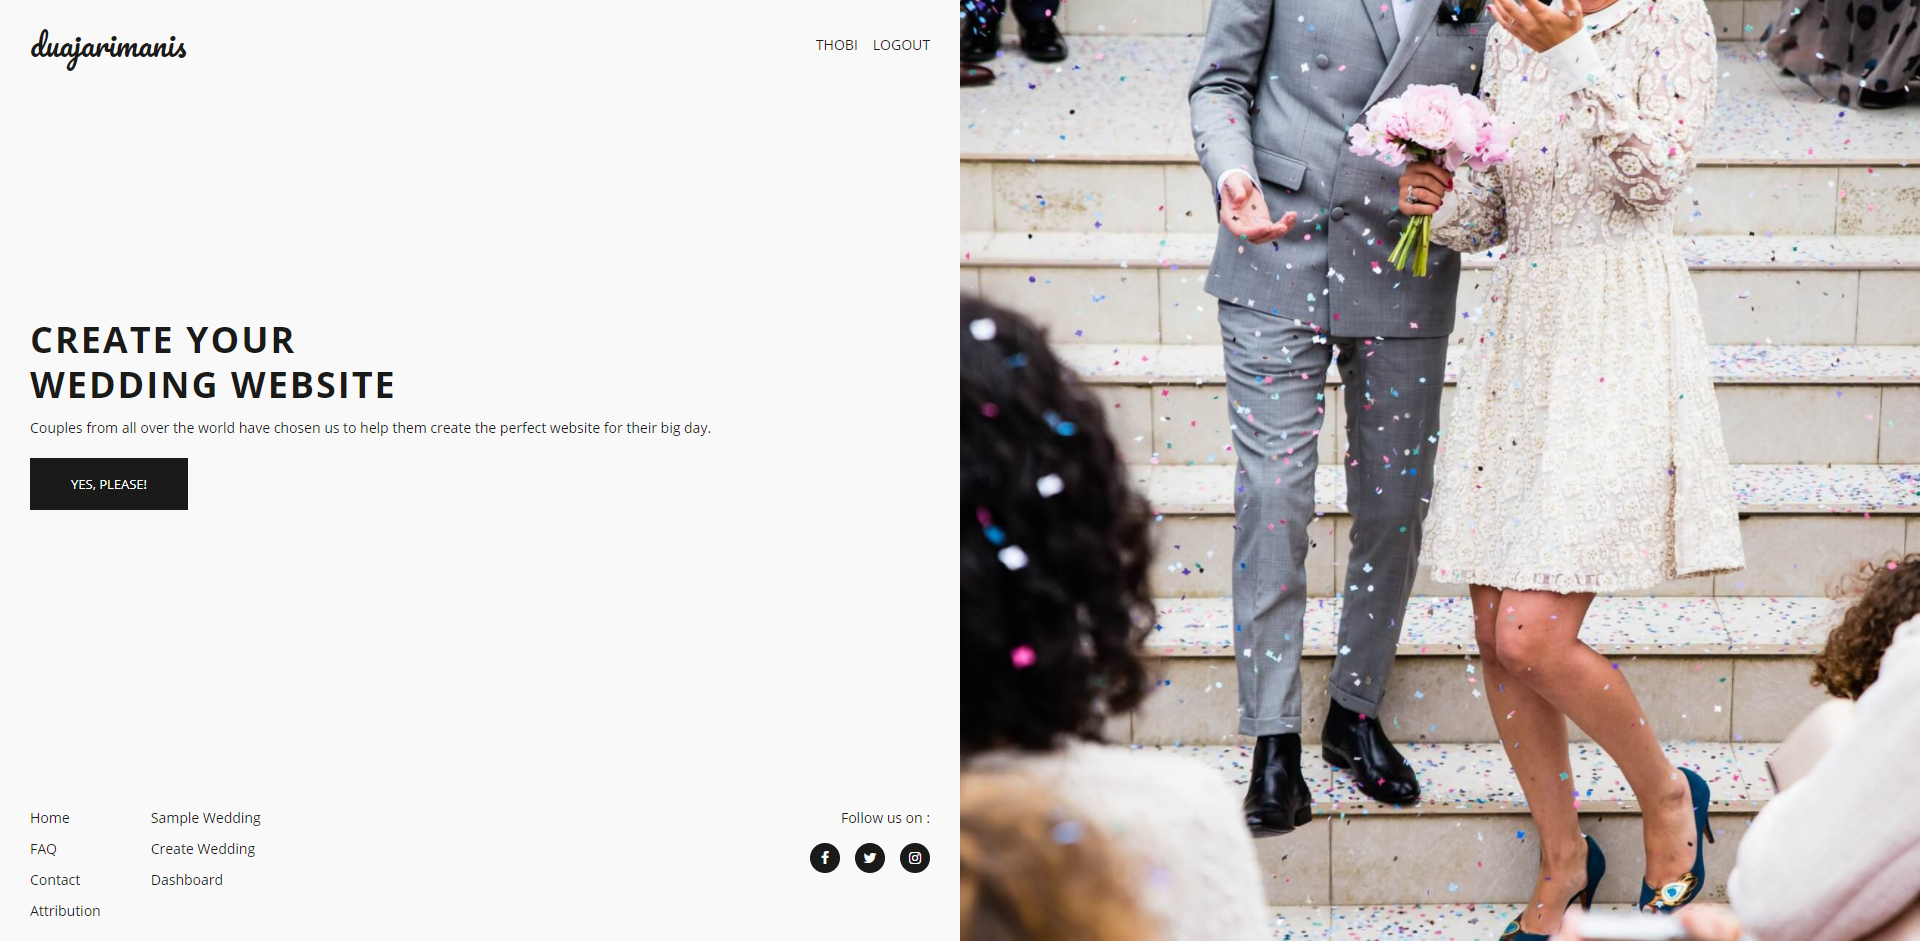 duajarimanis
THOBI LOGOUT
CREATE YOUR
WEDDING WEBSITE
Couples from all over the world have chosen us to help them create the perfect website for their big day.
YES, PLEASE!
Home
FAQ
Contact
Attribution
Sample Wedding
Create Wedding
Dashboard
Follow us on :